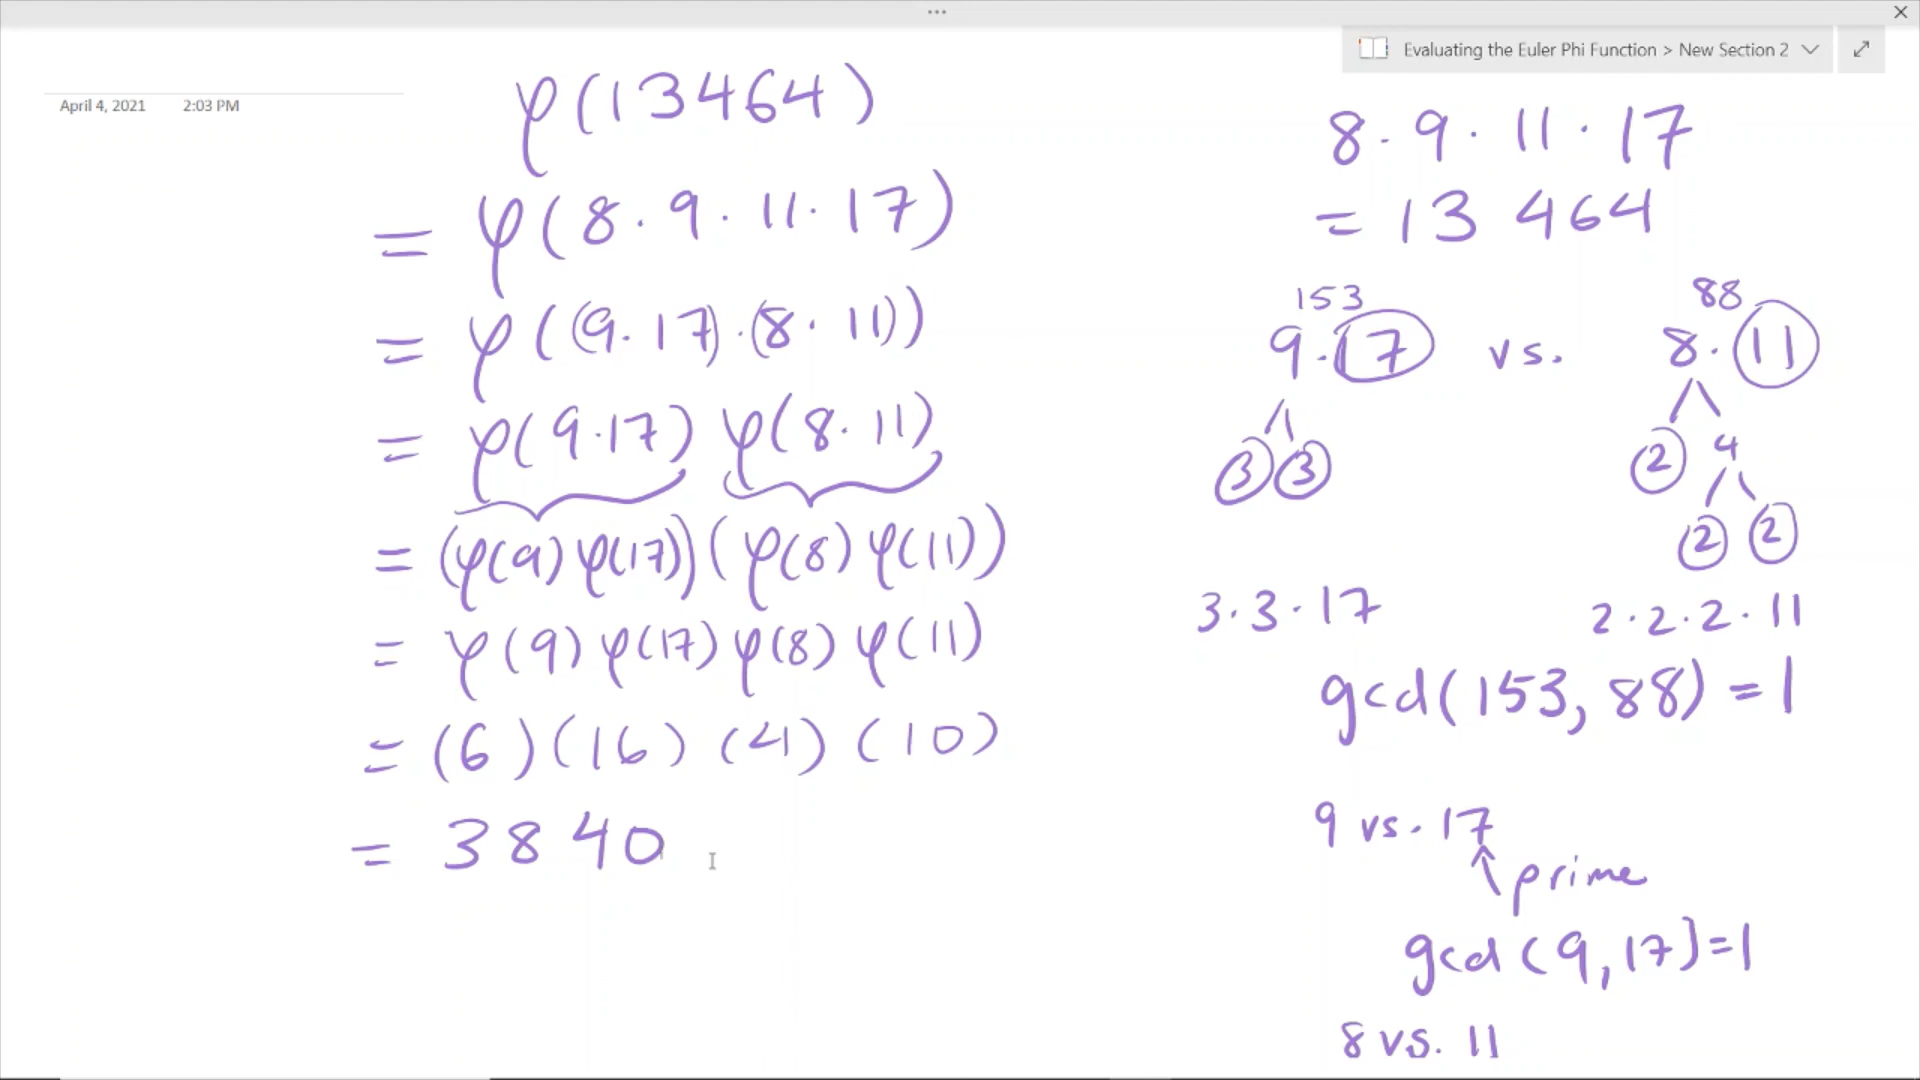 Evaluating the Euler Phi Function > New Section 2
April 4, 2021 2:03 PM
φ(13464)
= φ(8·9·11·17)
= φ((9·17)·(8·11))
= φ(9·17) φ(8·11)
= (φ(9)φ(17))(φ(8)φ(11))
= φ(9)φ(17)φ(8)φ(11)
= (6)(16)(4)(10)
= 3840
8·9·11·17
= 13 464
153 88
9·17 vs. 8·11
3 3 2 4
2 2
3·3·17 2·2·2·11
gcd(153, 88) = 1
9 vs. 17
prime
gcd(9, 17) = 1
8 vs. 11